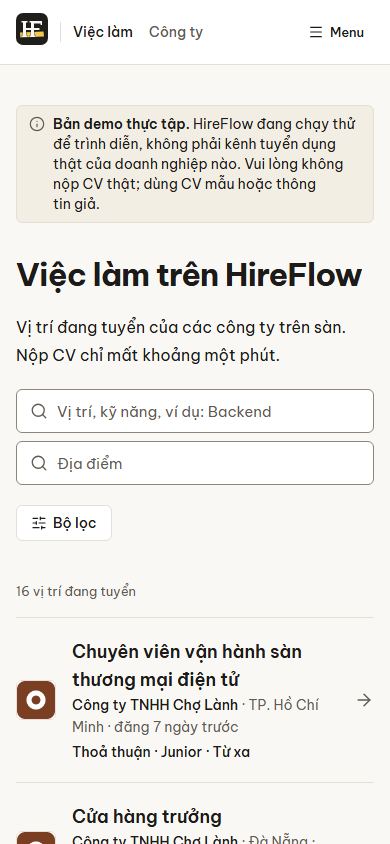 HF
Việc làm
Công ty
Menu
Bản demo thực tập. HireFlow đang chạy thử
để trình diễn, không phải kênh tuyển dụng
thật của doanh nghiệp nào. Vui lòng không
nộp CV thật; dùng CV mẫu hoặc thông
tin giả.
Việc làm trên HireFlow
Vị trí đang tuyển của các công ty trên sàn.
Nộp CV chỉ mất khoảng một phút.
Vị trí, kỹ năng, ví dụ: Backend
Địa điểm
Bộ lọc
16 vị trí đang tuyển
Chuyên viên vận hành sàn
thương mại điện tử
Công ty TNHH Chợ Lành · TP. Hồ Chí
Minh · đăng 7 ngày trước
Thoả thuận · Junior · Từ xa
Cửa hàng trưởng
Công ty TNHH Chợ Lành · Đà Nẵng ·